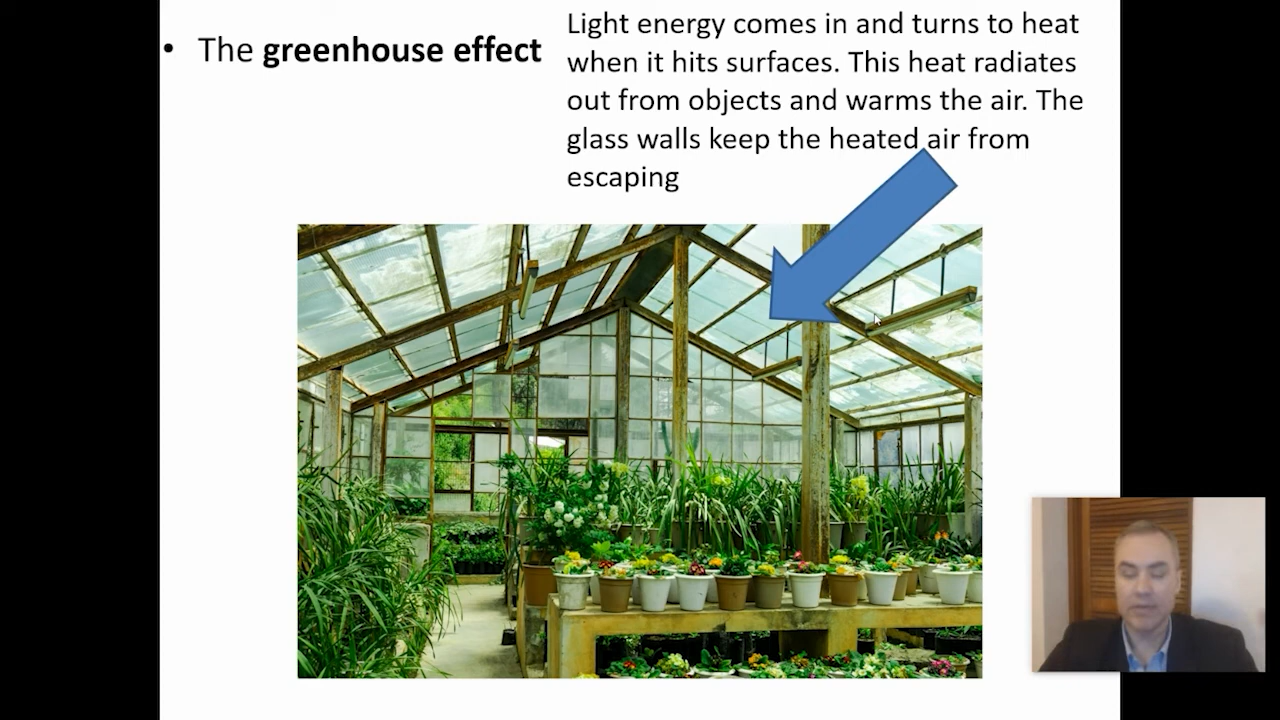 • The greenhouse effect
Light energy comes in and turns to heat
when it hits surfaces. This heat radiates
out from objects and warms the air. The
glass walls keep the heated air from
escaping